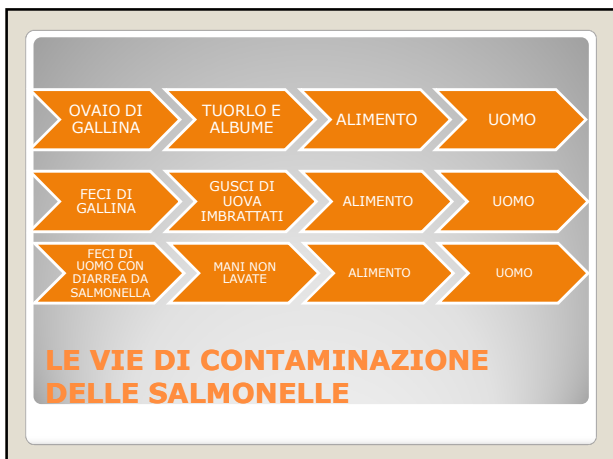 OVAIO DI
GALLINA
TUORLO E
ALBUME
ALIMENTO
UOMO
FECI DI
GALLINA
GUSCI DI
UOVA
IMBRATTATI
ALIMENTO
UOMO
FECI DI
UOMO CON
DIARREA DA
SALMONELLA
MANI NON
LAVATE
ALIMENTO
UOMO
LE VIE DI CONTAMINAZIONE
DELLE SALMONELLE